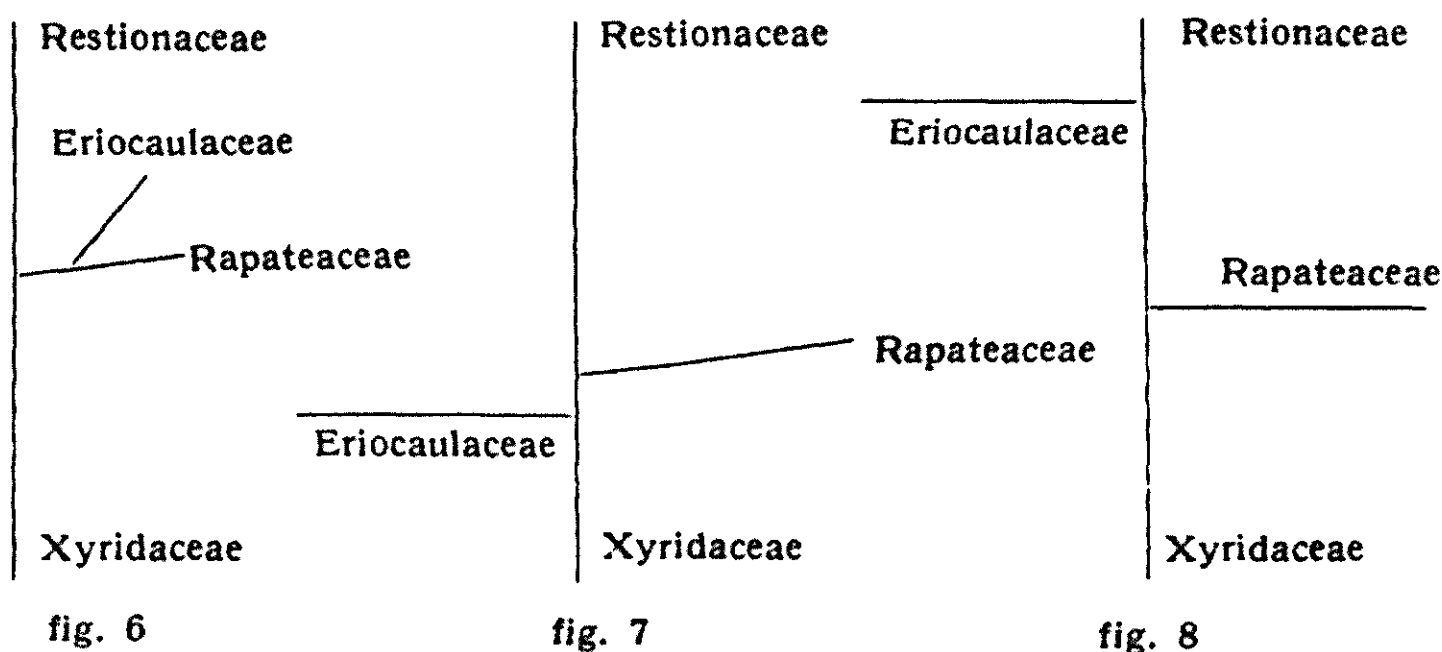 Restionaceae
Eriocaulaceae
Rapateaceae
Xyridaceae
fig. 6
Restionaceae
Rapateaceae
Eriocaulaceae
Xyridaceae
fig. 7
Restionaceae
Eriocaulaceae
Rapateaceae
Xyridaceae
fig. 8